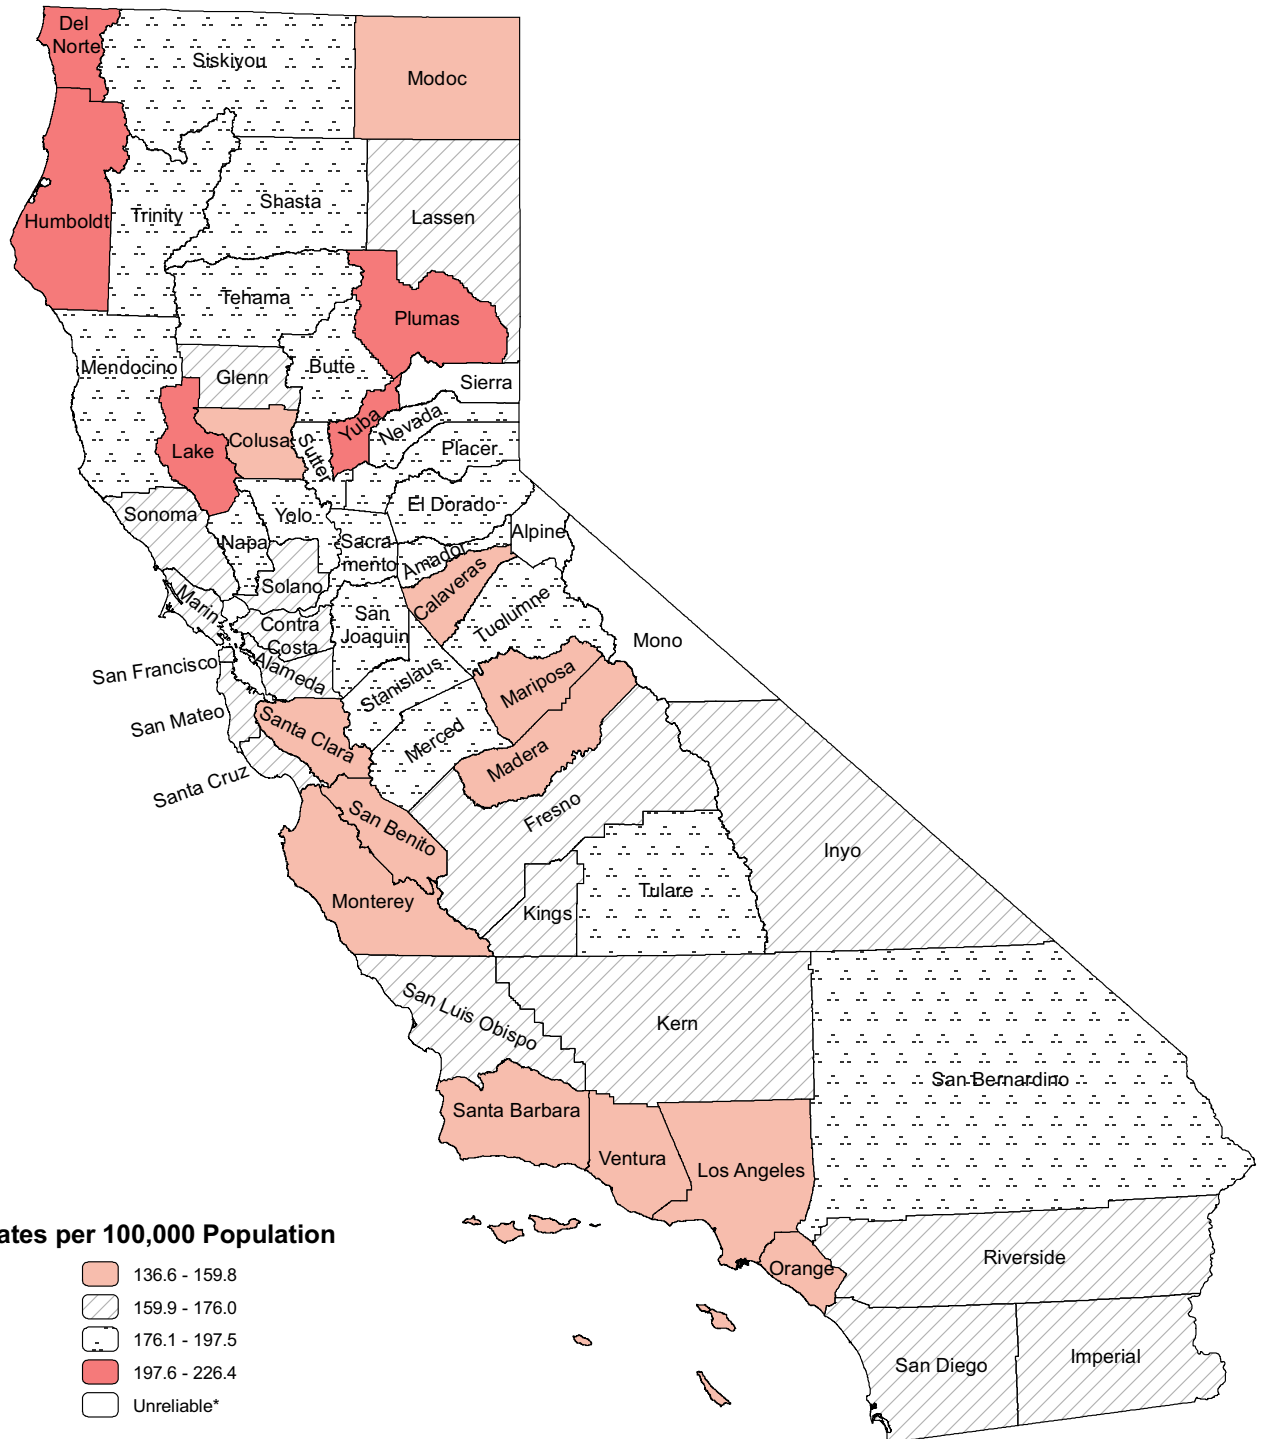 Del
Norte
Siskiyou
Modoc
Humboldt
Trinity
Shasta
Lassen
Tehama
Plumas
Mendocino
Glenn
Butte
Sierra
Lake
Colusa
Sutter
Yuba
Nevada
Placer
Sonoma
Napa
Yolo
El Dorado
Sacra
mento
Amador
Alpine
Solano
Calaveras
Marin
Contra
Costa
San
Joaquin
Tuolumne
Mono
San Francisco
Alameda
Stanislaus
Mariposa
San Mateo
Santa Clara
Merced
Madera
Santa Cruz
San Benito
Fresno
Inyo
Monterey
Kings
Tulare
San Luis Obispo
Kern
San Bernardino
Santa Barbara
Ventura
Los Angeles
Orange
Riverside
San Diego
Imperial
ates per 100,000 Population
136.6 - 159.8
159.9 - 176.0
176.1 - 197.5
197.6 - 226.4
Unreliable*